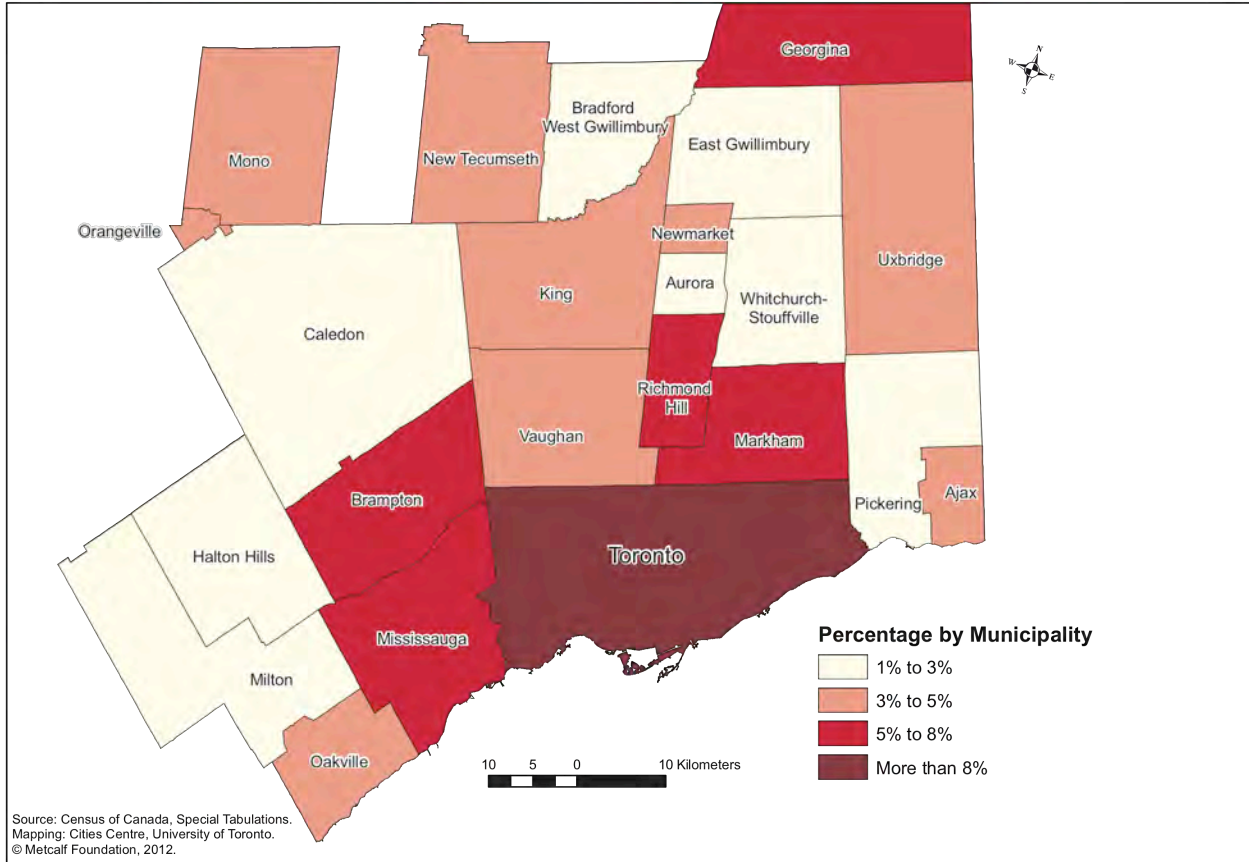 Georgina
N
W
E
S
Bradford
West Gwillimbury
East Gwillimbury
Mono
New Tecumseth
Orangeville
Newmarket
Uxbridge
Aurora
King
Whitchurch-
Stouffville
Caledon
Richmond
Hill
Vaughan
Markham
Brampton
Ajax
Pickering
Halton Hills
Toronto
Mississauga
Milton
Oakville
Percentage by Municipality
1% to 3%
3% to 5%
5% to 8%
More than 8%
10 5 0 10 Kilometers
Source: Census of Canada, Special Tabulations.
Mapping: Cities Centre, University of Toronto.
© Metcalf Foundation, 2012.